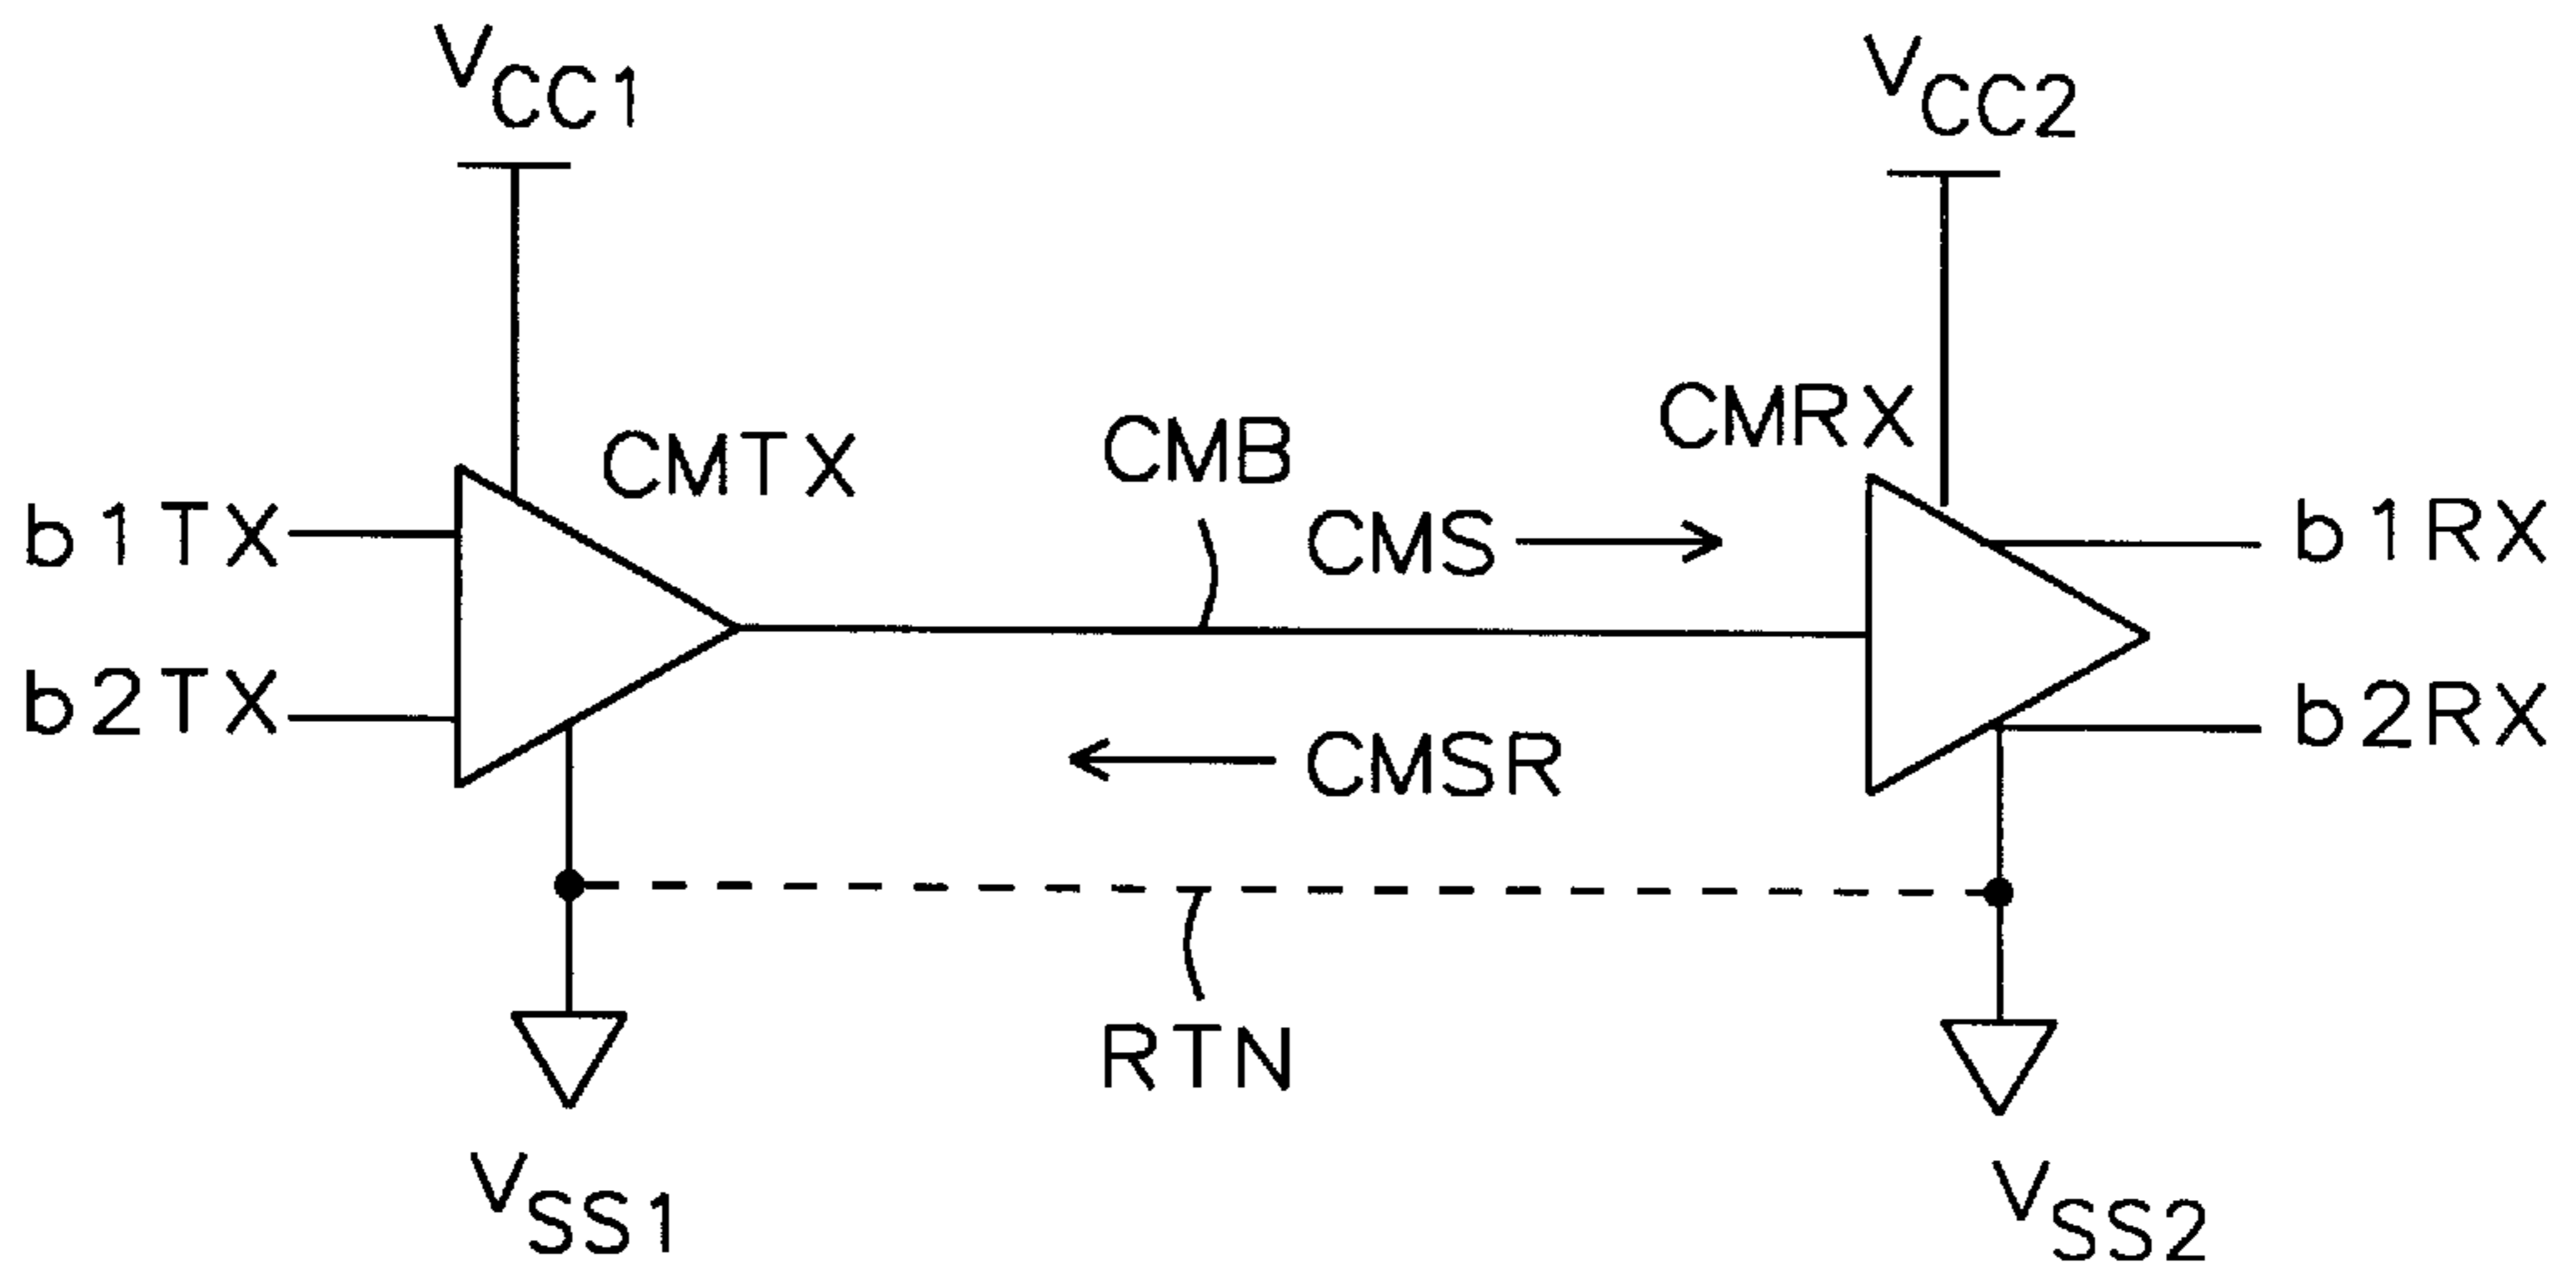 VCC1
VCC2
CMTX
CMB
CMRX
b1TX
CMS
b1RX
b2TX
CMSR
b2RX
RTN
VSS1
VSS2